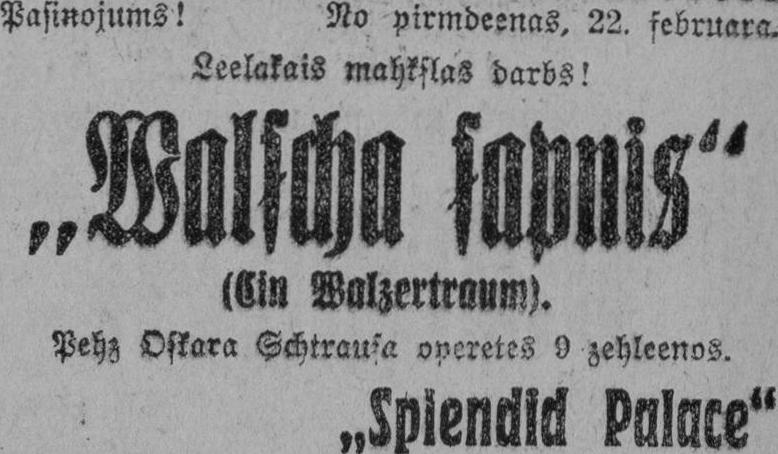 Pasinojums! No pirmdeenas, 22. februara.
Leelakais mahkslas darbs!
„Walscha sapnis“
(Ein Walzertraum).
Pehz Oskara Schtrausa operetes 9 zehleenos.
„Splendid Palace“